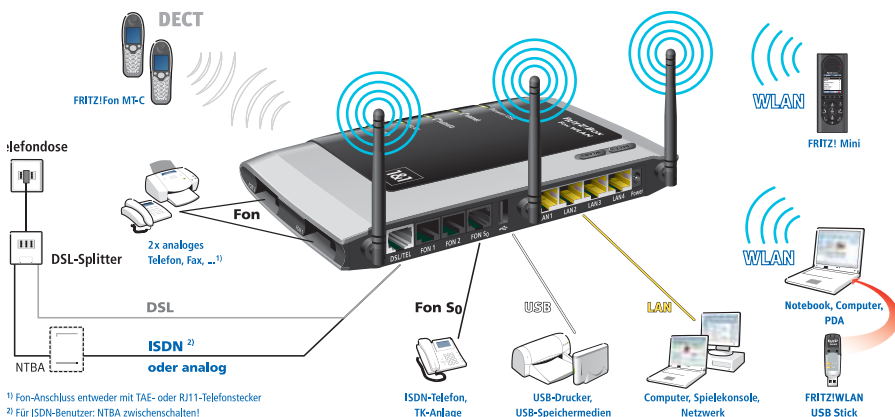 DECT
FRITZ!Fon MT-C
WLAN
FRITZ! Mini
elefondose
Fon
2x analoges
Telefon, Fax, ...1)
DSL-Splitter
FRITZ!Box
Fon WLAN
1&1
DSL/TEL
FON 1
FON 2
FON S0
LAN 2
LAN 3
LAN 4
Power
WLAN
DSL
Fon S0
USB
LAN
Notebook, Computer,
PDA
NTBA
ISDN 2)
oder analog
1) Fon-Anschluss entweder mit TAE- oder RJ11-Telefonstecker
2) Für ISDN-Benutzer: NTBA zwischenschalten!
ISDN-Telefon,
TK-Anlage
USB-Drucker,
USB-Speichermedien
Computer, Spielekonsole,
Netzwerk
FRITZ!WLAN
USB Stick